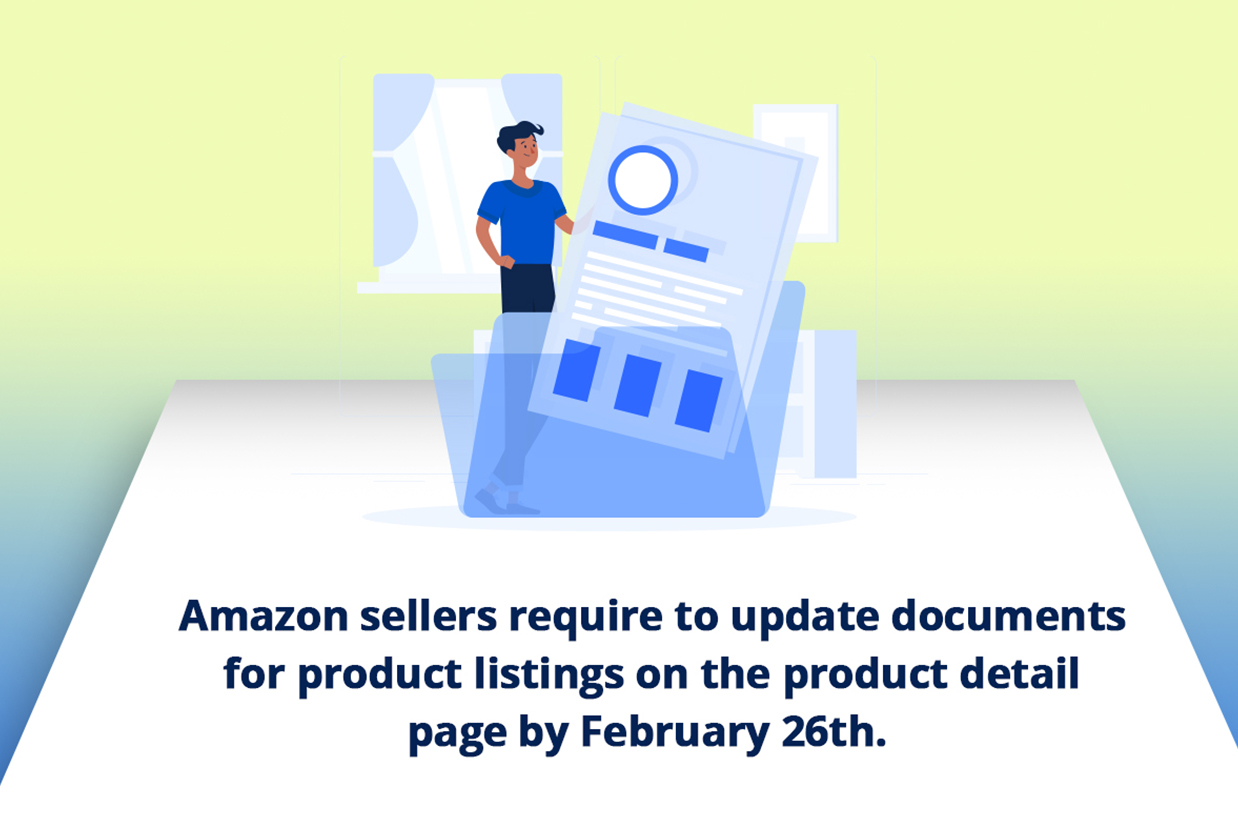 Amazon sellers require to update documents
for product listings on the product detail
page by February 26th.